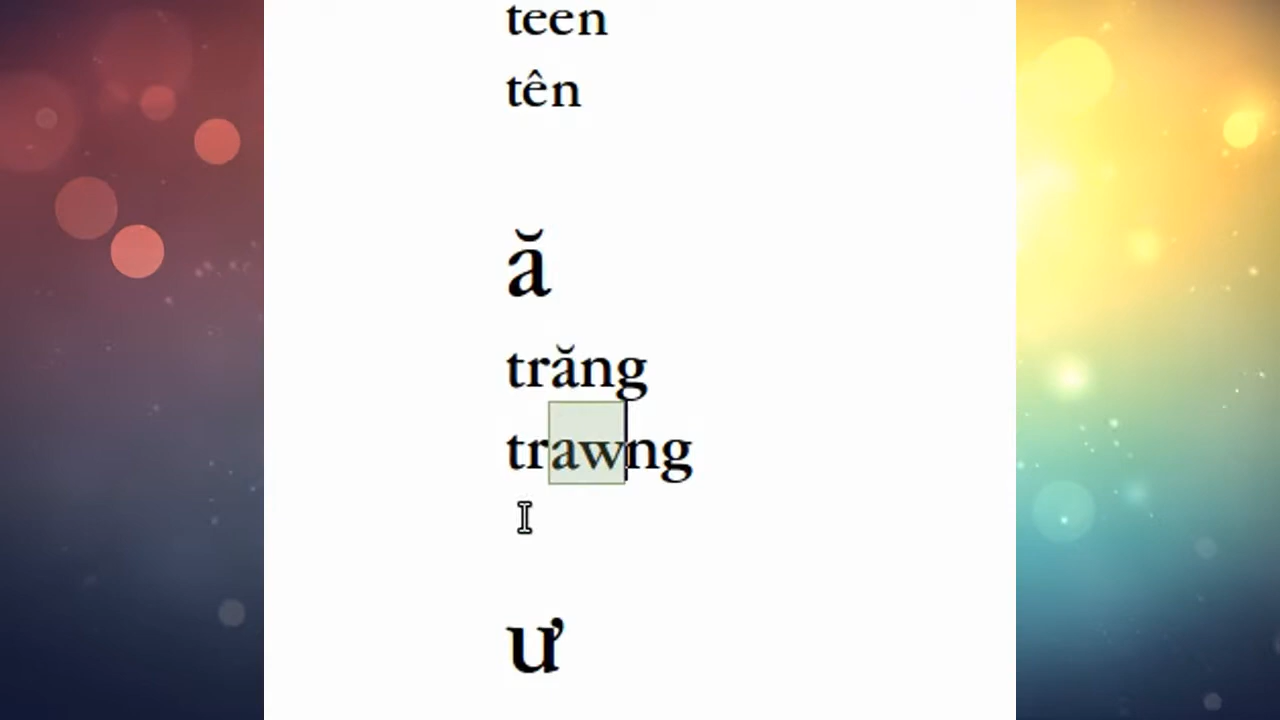 teen
tên
ă
trăng
trawng
ư